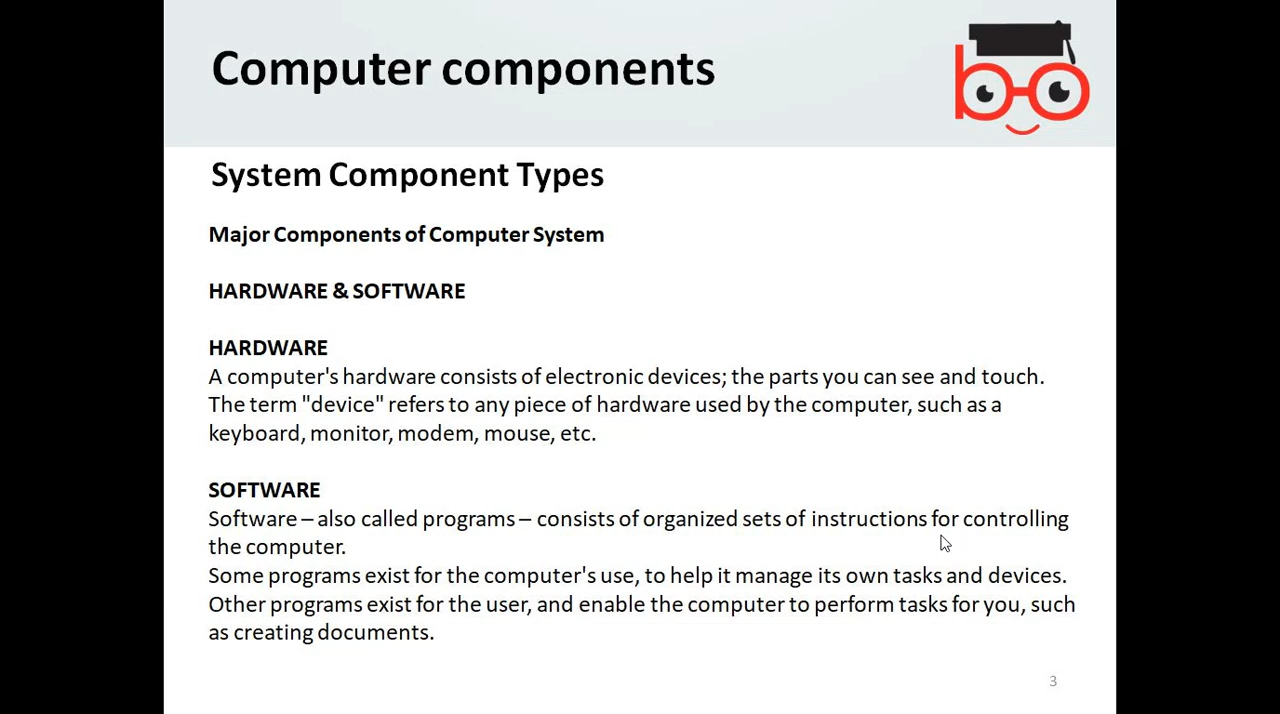 Computer components
System Component Types
Major Components of Computer System
HARDWARE & SOFTWARE
HARDWARE
A computer's hardware consists of electronic devices; the parts you can see and touch.
The term "device" refers to any piece of hardware used by the computer, such as a
keyboard, monitor, modem, mouse, etc.
SOFTWARE
Software – also called programs – consists of organized sets of instructions for controlling
the computer.
Some programs exist for the computer's use, to help it manage its own tasks and devices.
Other programs exist for the user, and enable the computer to perform tasks for you, such
as creating documents.
3